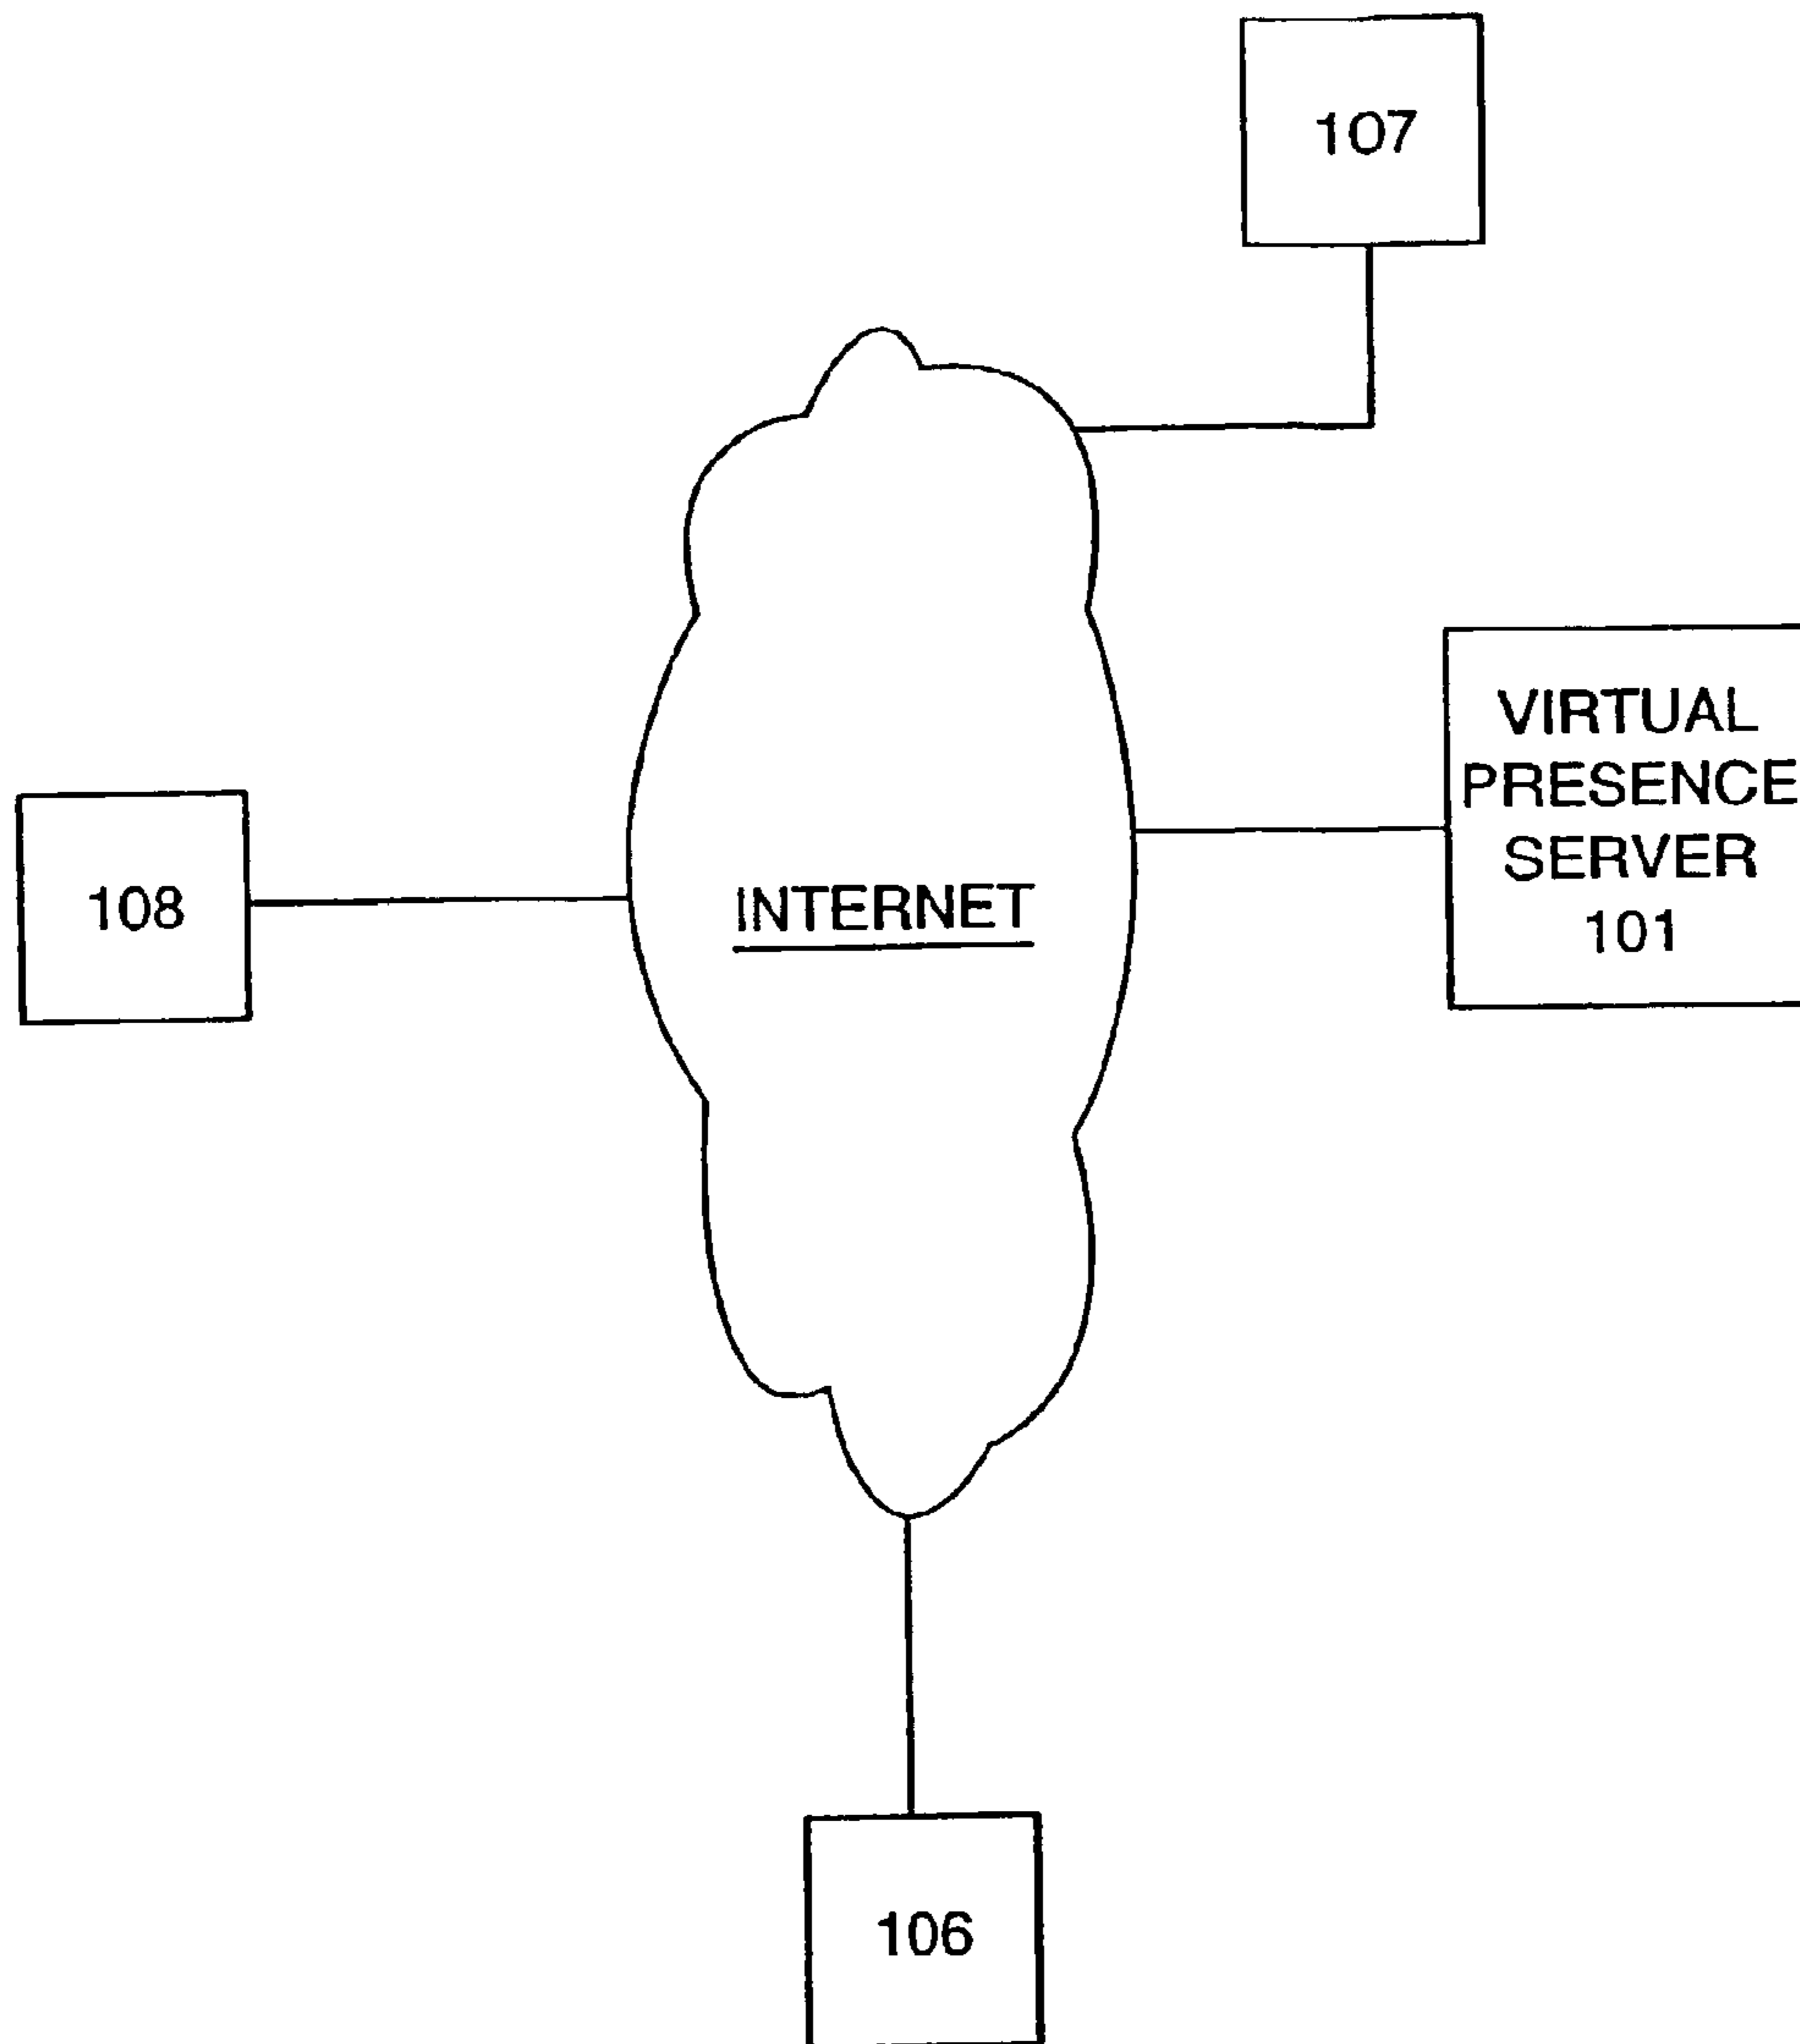 107
VIRTUAL
PRESENCE
SERVER
101
108
INTERNET
106